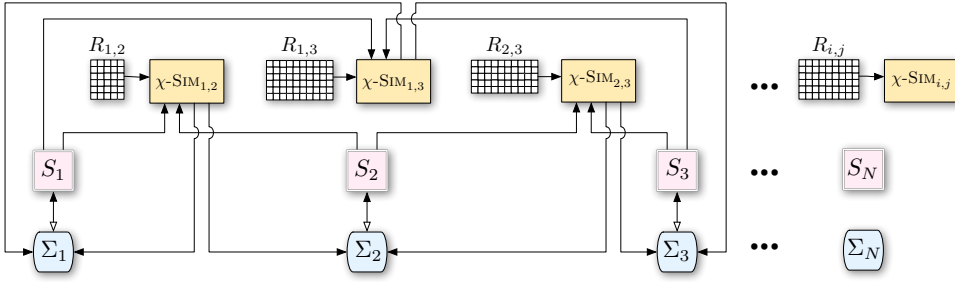 R1,2 R1,3 R2,3 Ri,j
χ-SIM1,2 χ-SIM1,3 χ-SIM2,3 ••• χ-SIMi,j
S1 S2 S3 ••• SN
Σ1 Σ2 Σ3 ••• ΣN